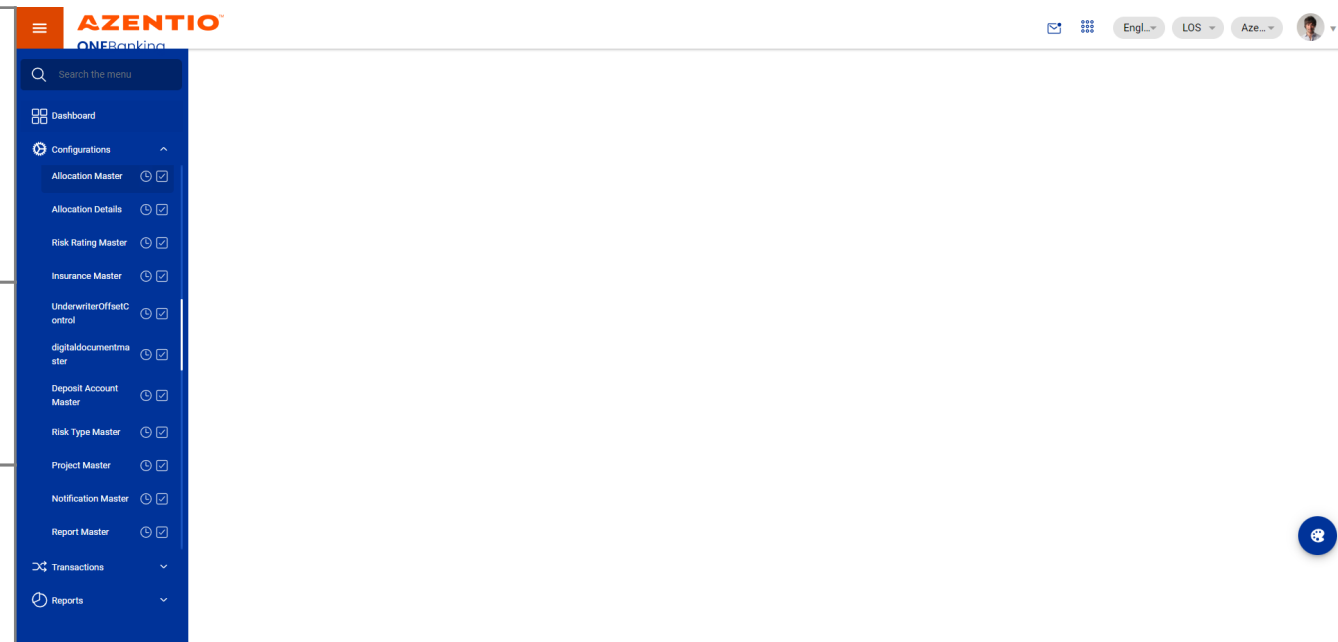 AZENTIO™
ONEBanking
Engl...
LOS
Aze...
Search the menu
Dashboard
Configurations
Allocation Master
Allocation Details
Risk Rating Master
Insurance Master
UnderwriterOffsetC
ontrol
digitaldocumentma
ster
Deposit Account
Master
Risk Type Master
Project Master
Notification Master
Report Master
Transactions
Reports